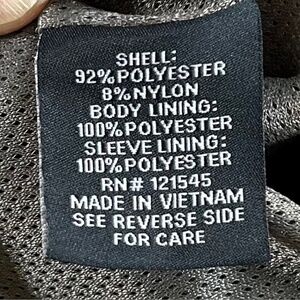 SHELL:
92% POLYESTER
8% NYLON
BODY LINING:
100% POLYESTER
SLEEVE LINING:
100% POLYESTER
RN# 121545
MADE IN VIETNAM
SEE REVERSE SIDE
FOR CARE